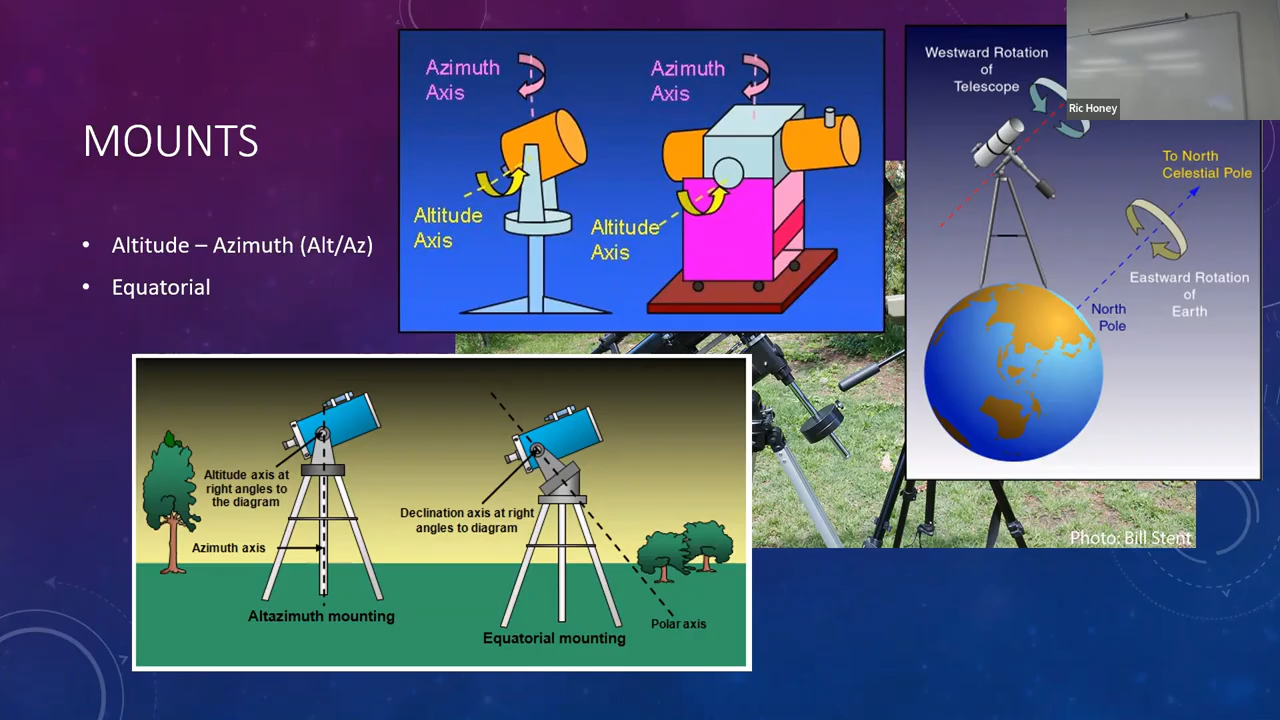 MOUNTS
• Altitude – Azimuth (Alt/Az)
• Equatorial
Azimuth
Axis
Altitude
Axis
Azimuth
Axis
Altitude
Axis
Westward Rotation
of
Telescope
Ric Honey
To North
Celestial Pole
Eastward Rotation
of
Earth
North
Pole
Altitude axis at
right angles to
the diagram
Azimuth axis
Altazimuth mounting
Declination axis at right
angles to diagram
Equatorial mounting
Polar axis
Photo: Bill Stent